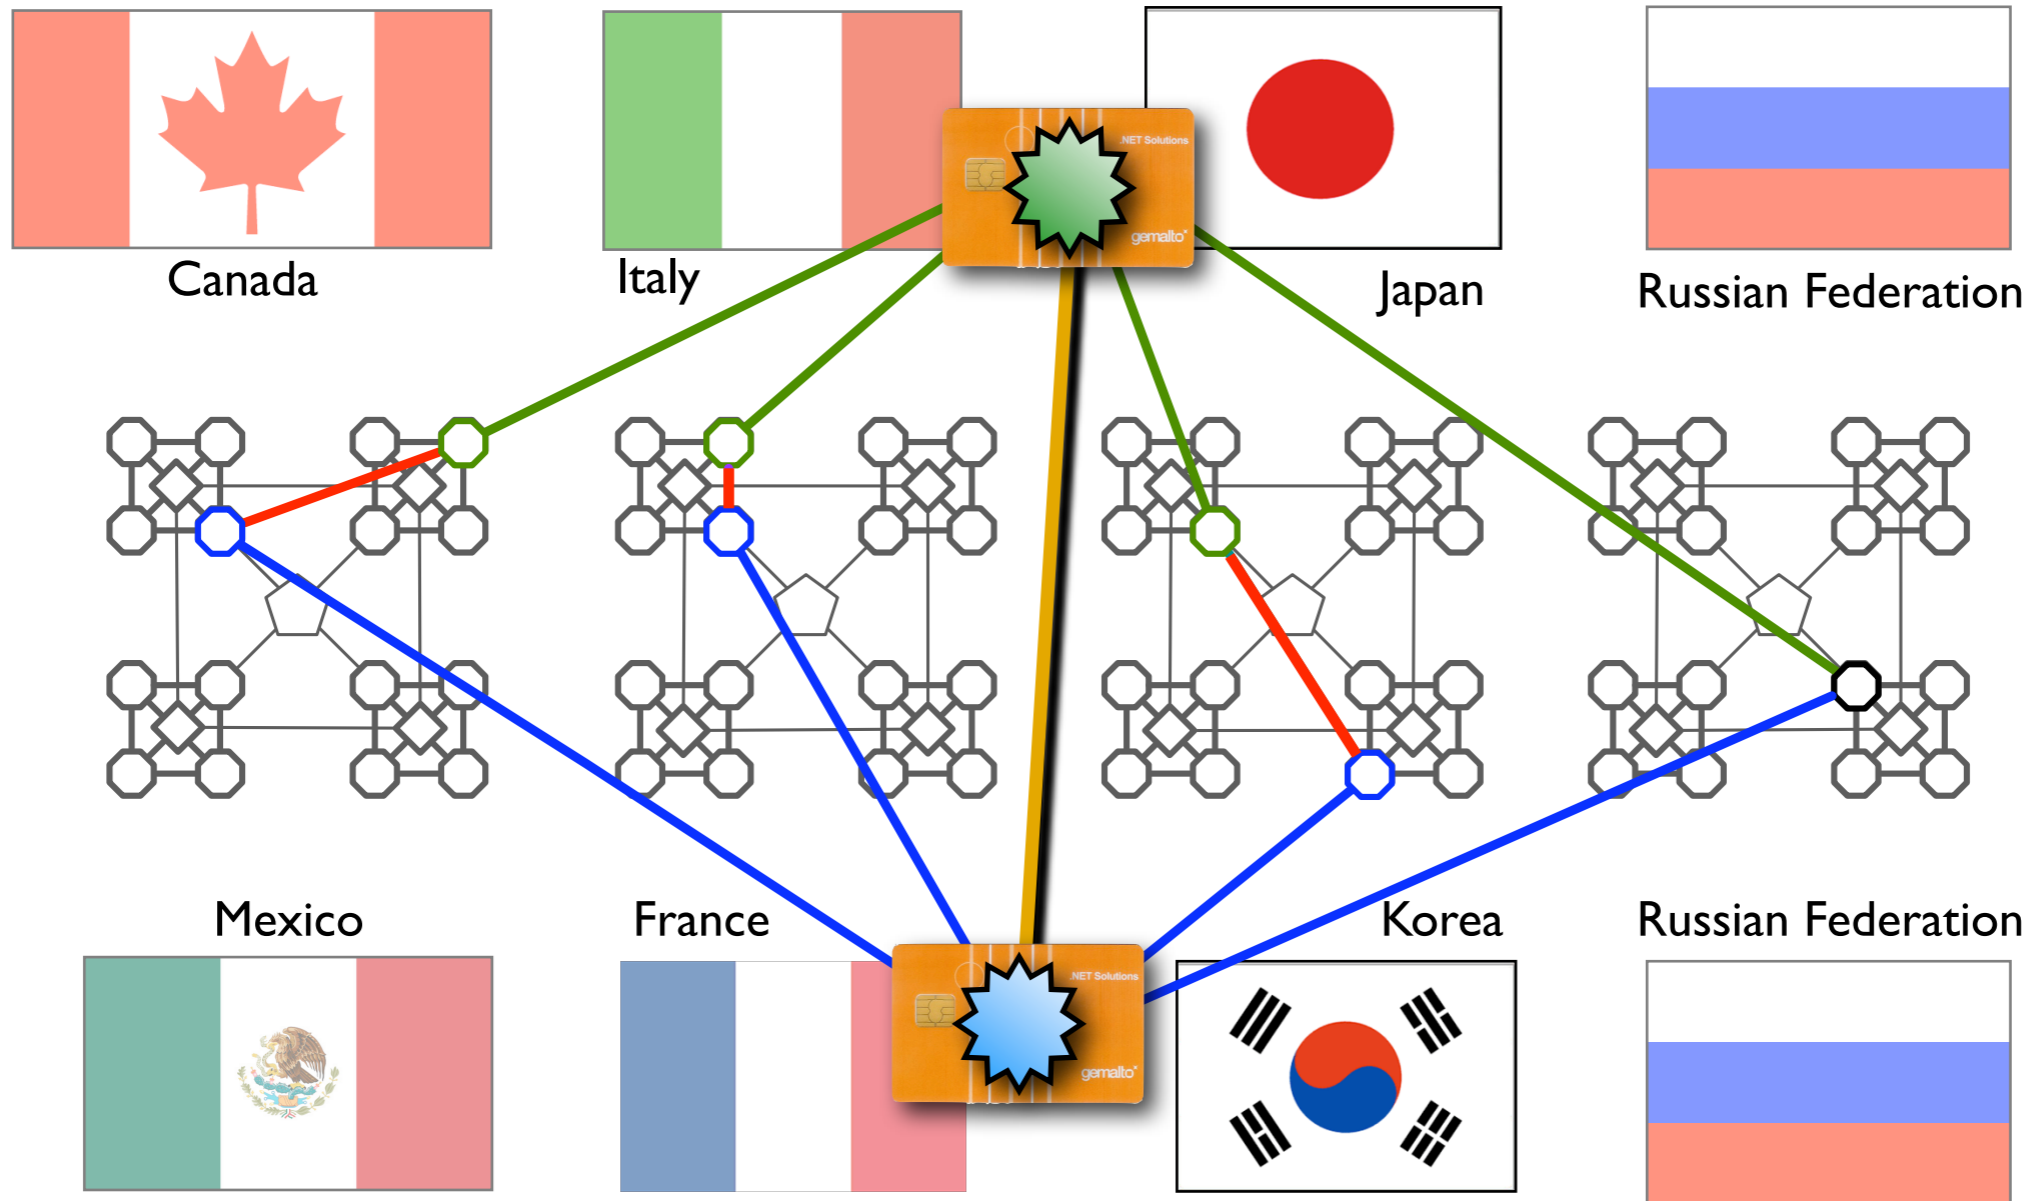 .NET Solutions
gemalto
Canada
Italy
Japan
Russian Federation
Mexico
France
Korea
Russian Federation
.NET Solutions
gemalto